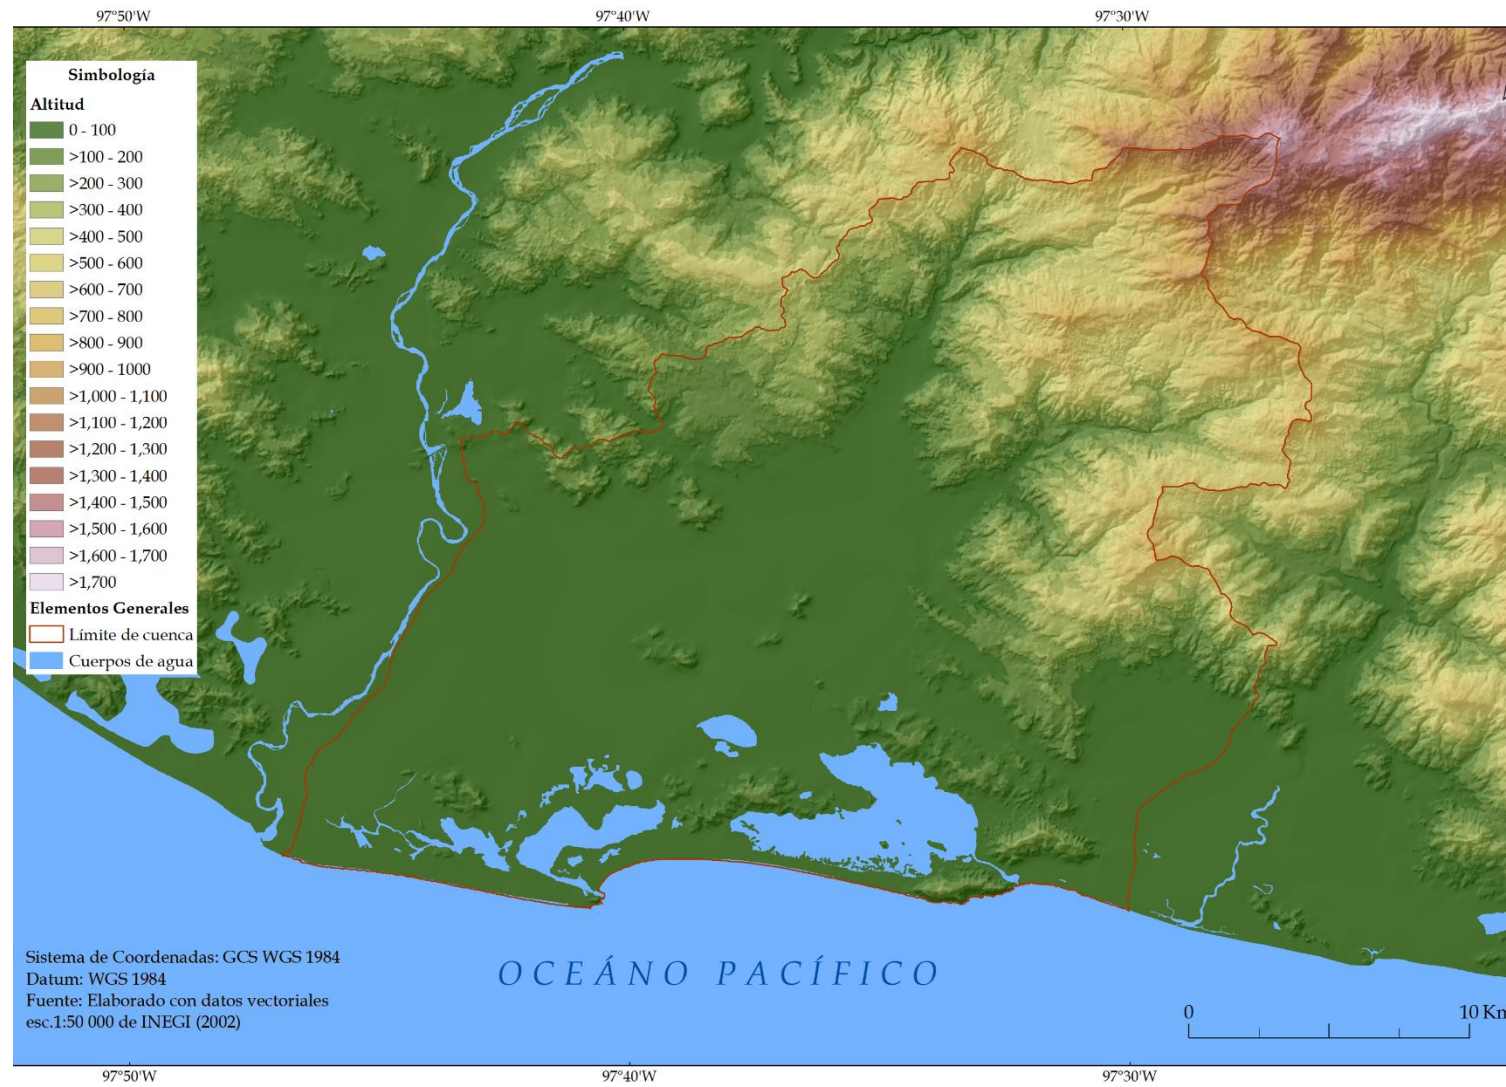 97°50'W 97°40'W 97°30'W
Simbología
Altitud
0 - 100
>100 - 200
>200 - 300
>300 - 400
>400 - 500
>500 - 600
>600 - 700
>700 - 800
>800 - 900
>900 - 1000
>1,000 - 1,100
>1,100 - 1,200
>1,200 - 1,300
>1,300 - 1,400
>1,400 - 1,500
>1,500 - 1,600
>1,600 - 1,700
>1,700
Elementos Generales
Límite de cuenca
Cuerpos de agua
OCEÁNO PACÍFICO
Sistema de Coordenadas: GCS WGS 1984
Datum: WGS 1984
Fuente: Elaborado con datos vectoriales
esc.1:50 000 de INEGI (2002)
0 10 Km
97°50'W 97°40'W 97°30'W